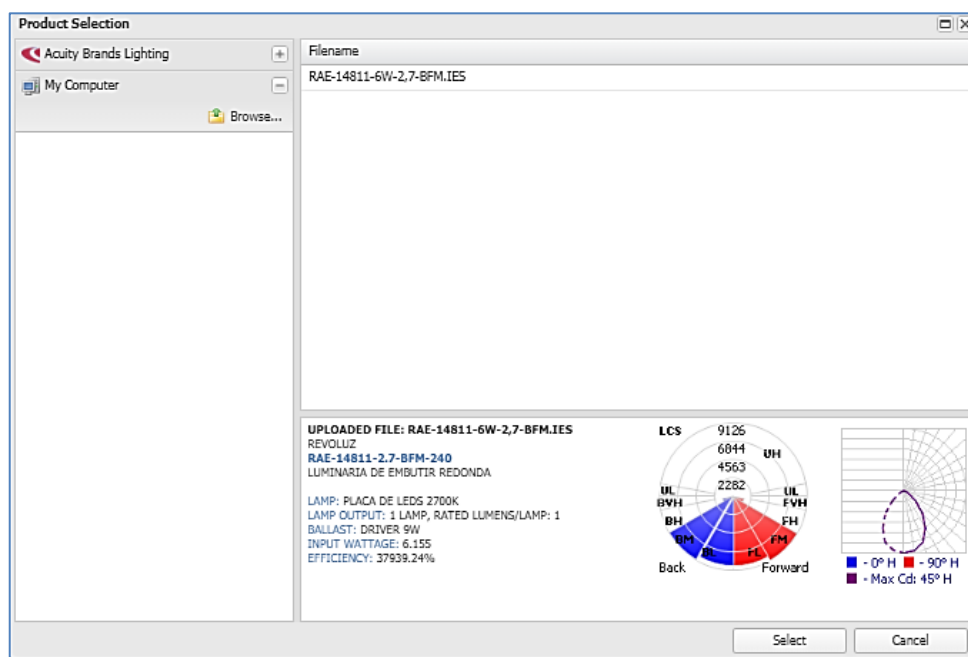 Product Selection
Acuity Brands Lighting
My Computer
Browse...
Filename
RAE-14811-6W-2,7-BFM.IES
UPLOADED FILE: RAE-14811-6W-2,7-BFM.IES
REVOLUZ
RAE-14811-2.7-BFM-240
LUMINARIA DE EMBUTIR REDONDA
LAMP: PLACA DE LEDS 2700K
LAMP OUTPUT: 1 LAMP, RATED LUMENS/LAMP: 1
BALLAST: DRIVER 9W
INPUT WATTAGE: 6.155
EFFICIENCY: 37939.24%
LCS
9126
6844
UH
4563
2282
UL
UL
BVH
FVH
BH
FH
BM
FM
BL
FL
Back
Forward
- 0º H
- 90º H
- Max Cd: 45º H
Select
Cancel